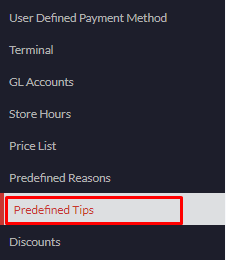 User Defined Payment Method
Terminal
GL Accounts
Store Hours
Price List
Predefined Reasons
Predefined Tips
Discounts